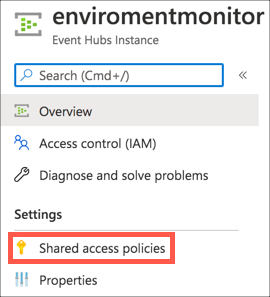 enviromentmonitor
Event Hubs Instance
Search (Cmd+/)
«
Overview
Access control (IAM)
Diagnose and solve problems
Settings
Shared access policies
Properties